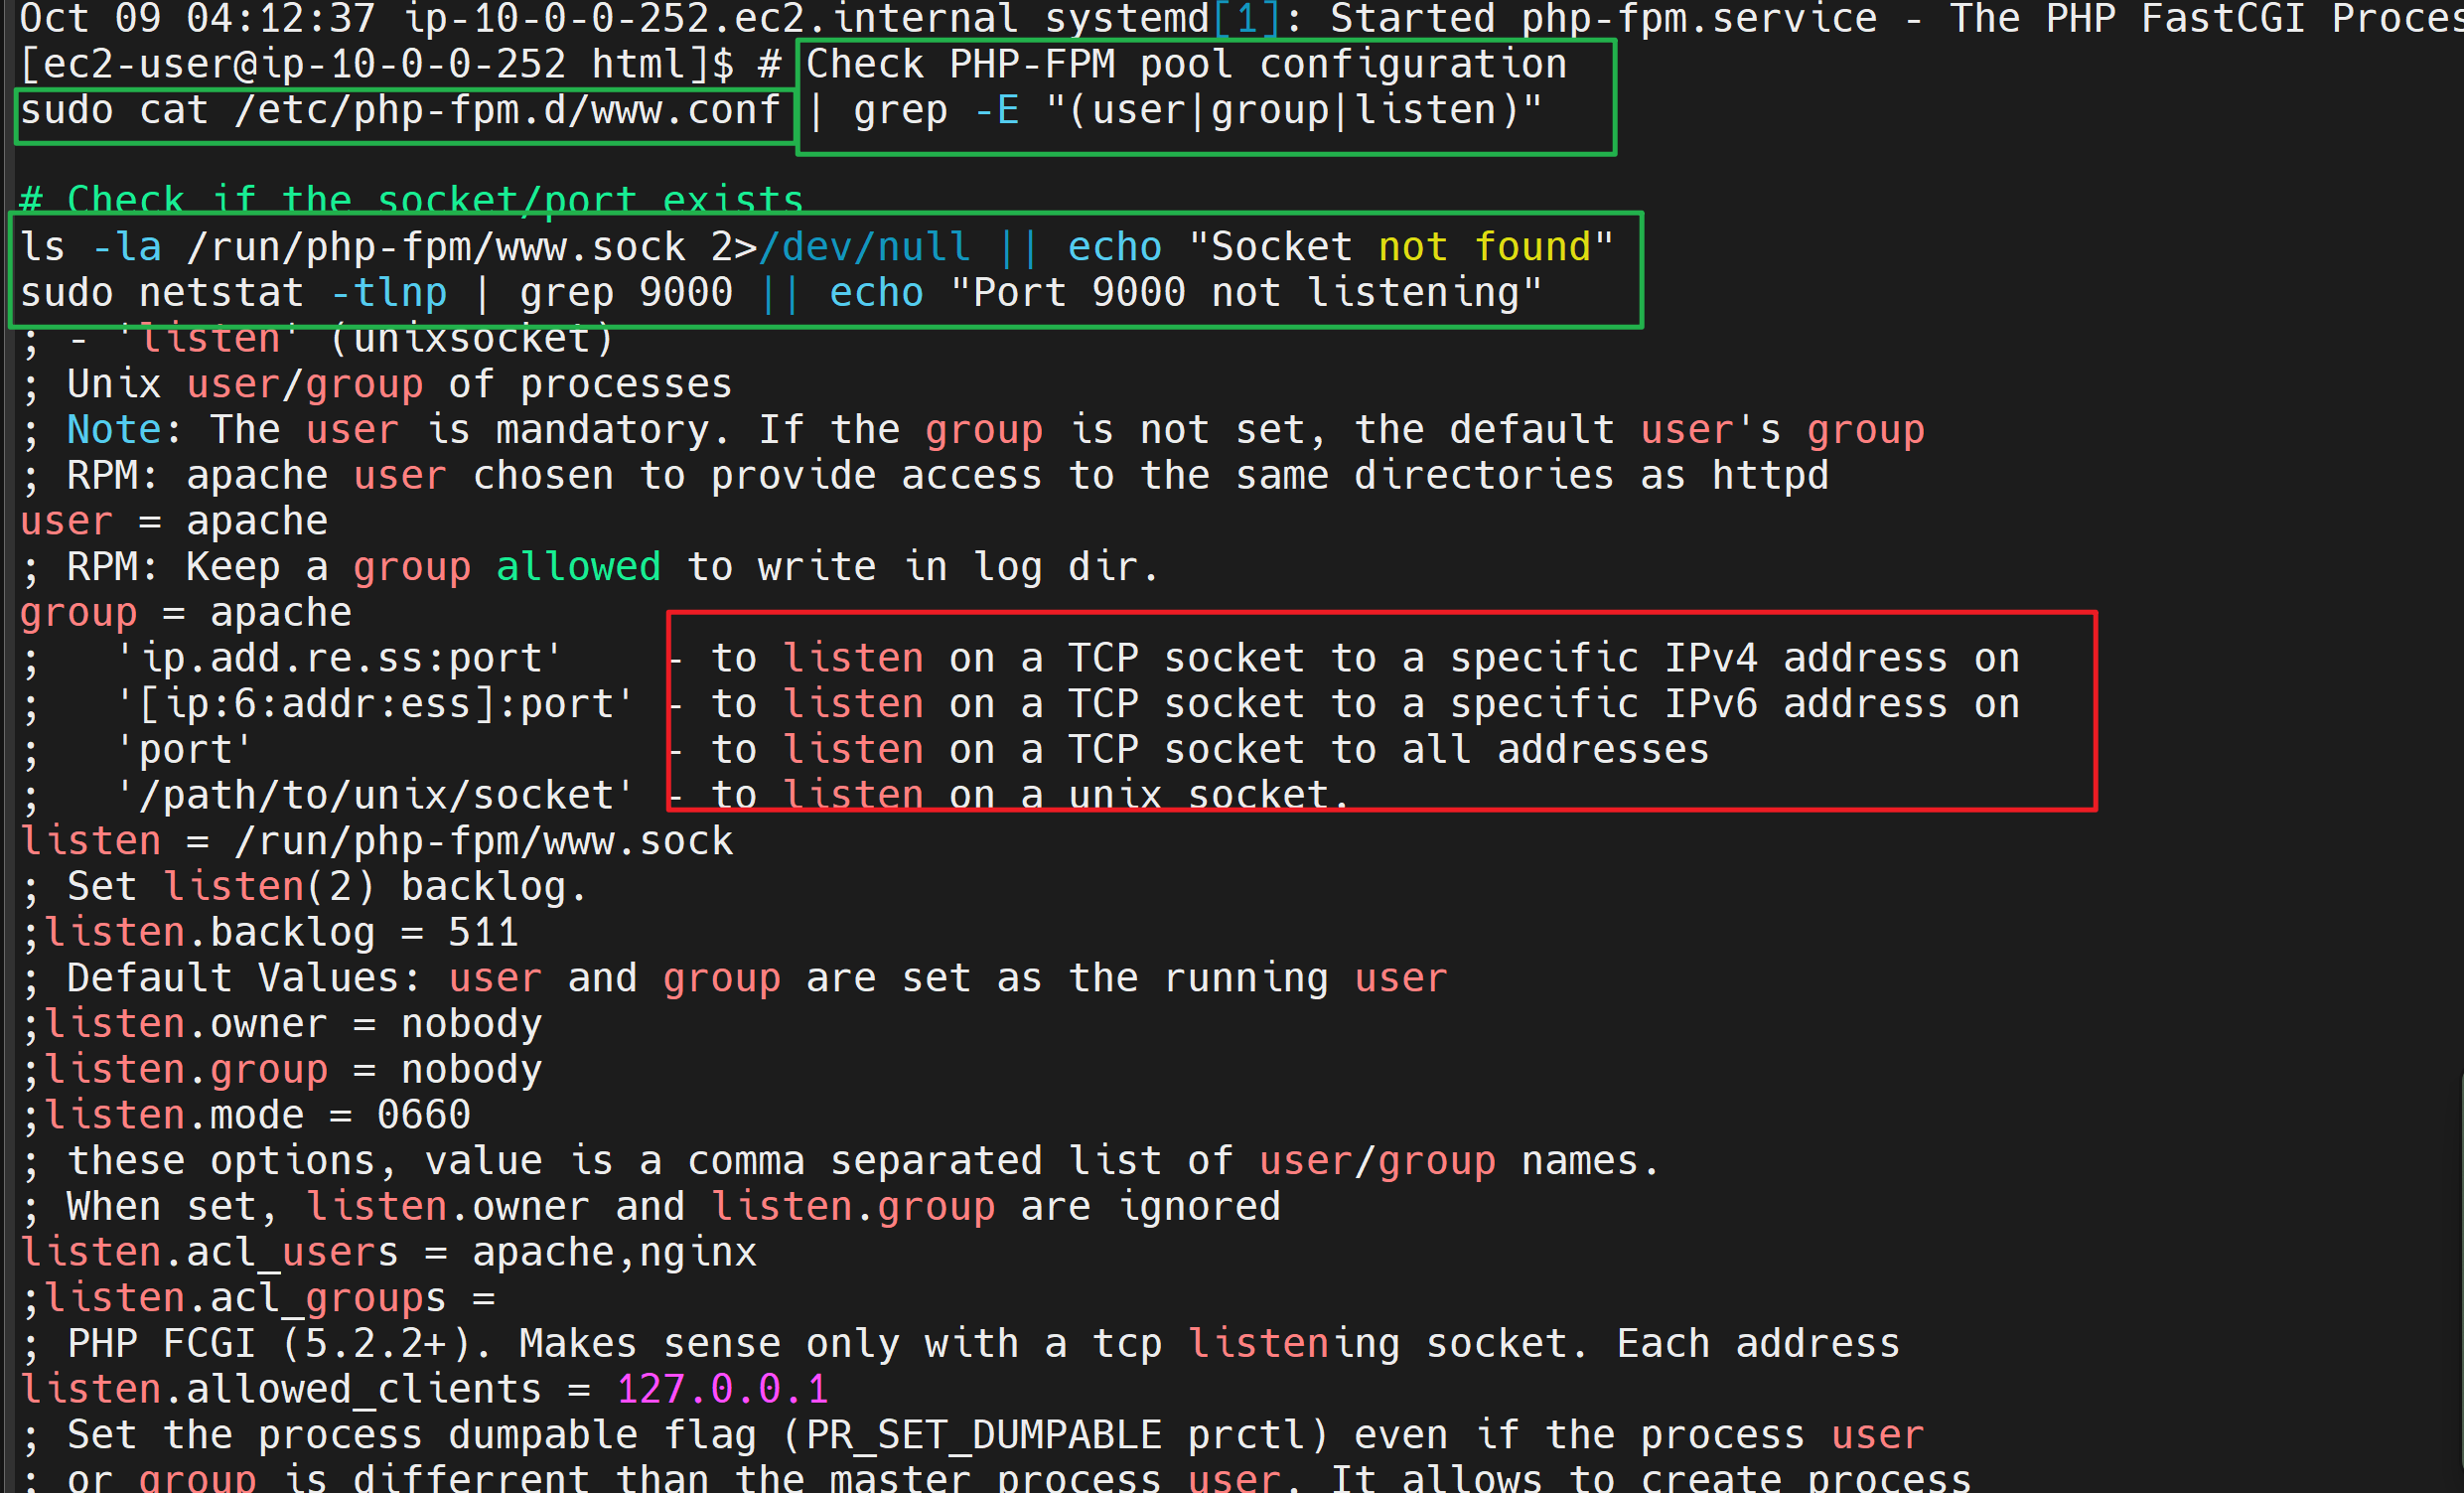 Oct 09 04:12:37 ip-10-0-0-252.ec2.internal systemd[1]: Started php-fpm.service - The PHP FastCGI
[ec2-user@ip-10-0-0-252 html]$ # Check PHP-FPM pool configuration
sudo cat /etc/php-fpm.d/www.conf | grep -E "(user|group|listen)"
# Check if the socket/port exists
ls -la /run/php-fpm/www.sock 2>/dev/null || echo "Socket not found"
sudo netstat -tlnp | grep 9000 || echo "Port 9000 not listening"
; - 'listen' (unixsocket)
; Unix user/group of processes
; Note: The user is mandatory. If the group is not set, the default user's group
; RPM: apache user chosen to provide access to the same directories as httpd
user = apache
; RPM: Keep a group allowed to write in log dir.
group = apache
;   'ip.add.re.ss:port'    - to listen on a TCP socket to a specific IPv4 address on
;   '[ip:6:addr:ess]:port' - to listen on a TCP socket to a specific IPv6 address on
;   'port'                 - to listen on a TCP socket to all addresses
;   '/path/to/unix/socket' - to listen on a unix socket.
listen = /run/php-fpm/www.sock
; Set listen(2) backlog.
;listen.backlog = 511
; Default Values: user and group are set as the running user
;listen.owner = nobody
;listen.group = nobody
;listen.mode = 0660
; these options, value is a comma separated list of user/group names.
; When set, listen.owner and listen.group are ignored
listen.acl_users = apache,nginx
;listen.acl_groups =
; PHP FCGI (5.2.2+). Makes sense only with a tcp listening socket. Each address
listen.allowed_clients = 127.0.0.1
; Set the process dumpable flag (PR_SET_DUMPABLE prctl) even if the process user
; or group is differrent than the master process user. It allows to create process